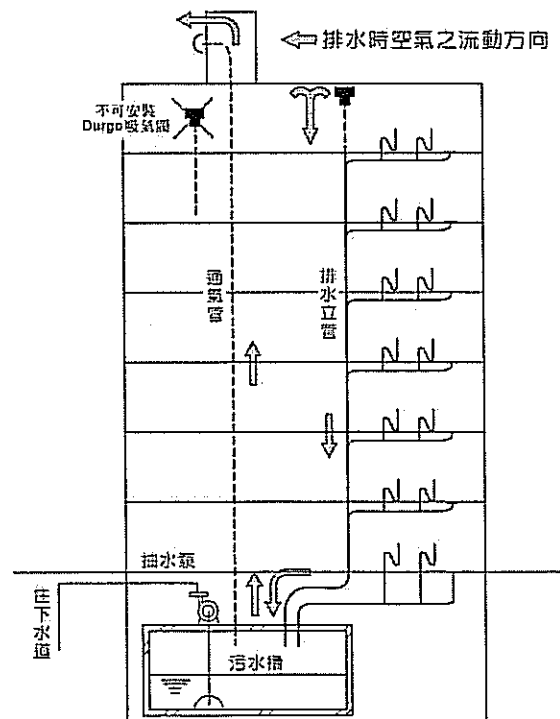 排水時空氣之流動方向
不可安裝
Durgo吸氣閥
通氣管
排水立管
抽水泵
往下水道
污水槽